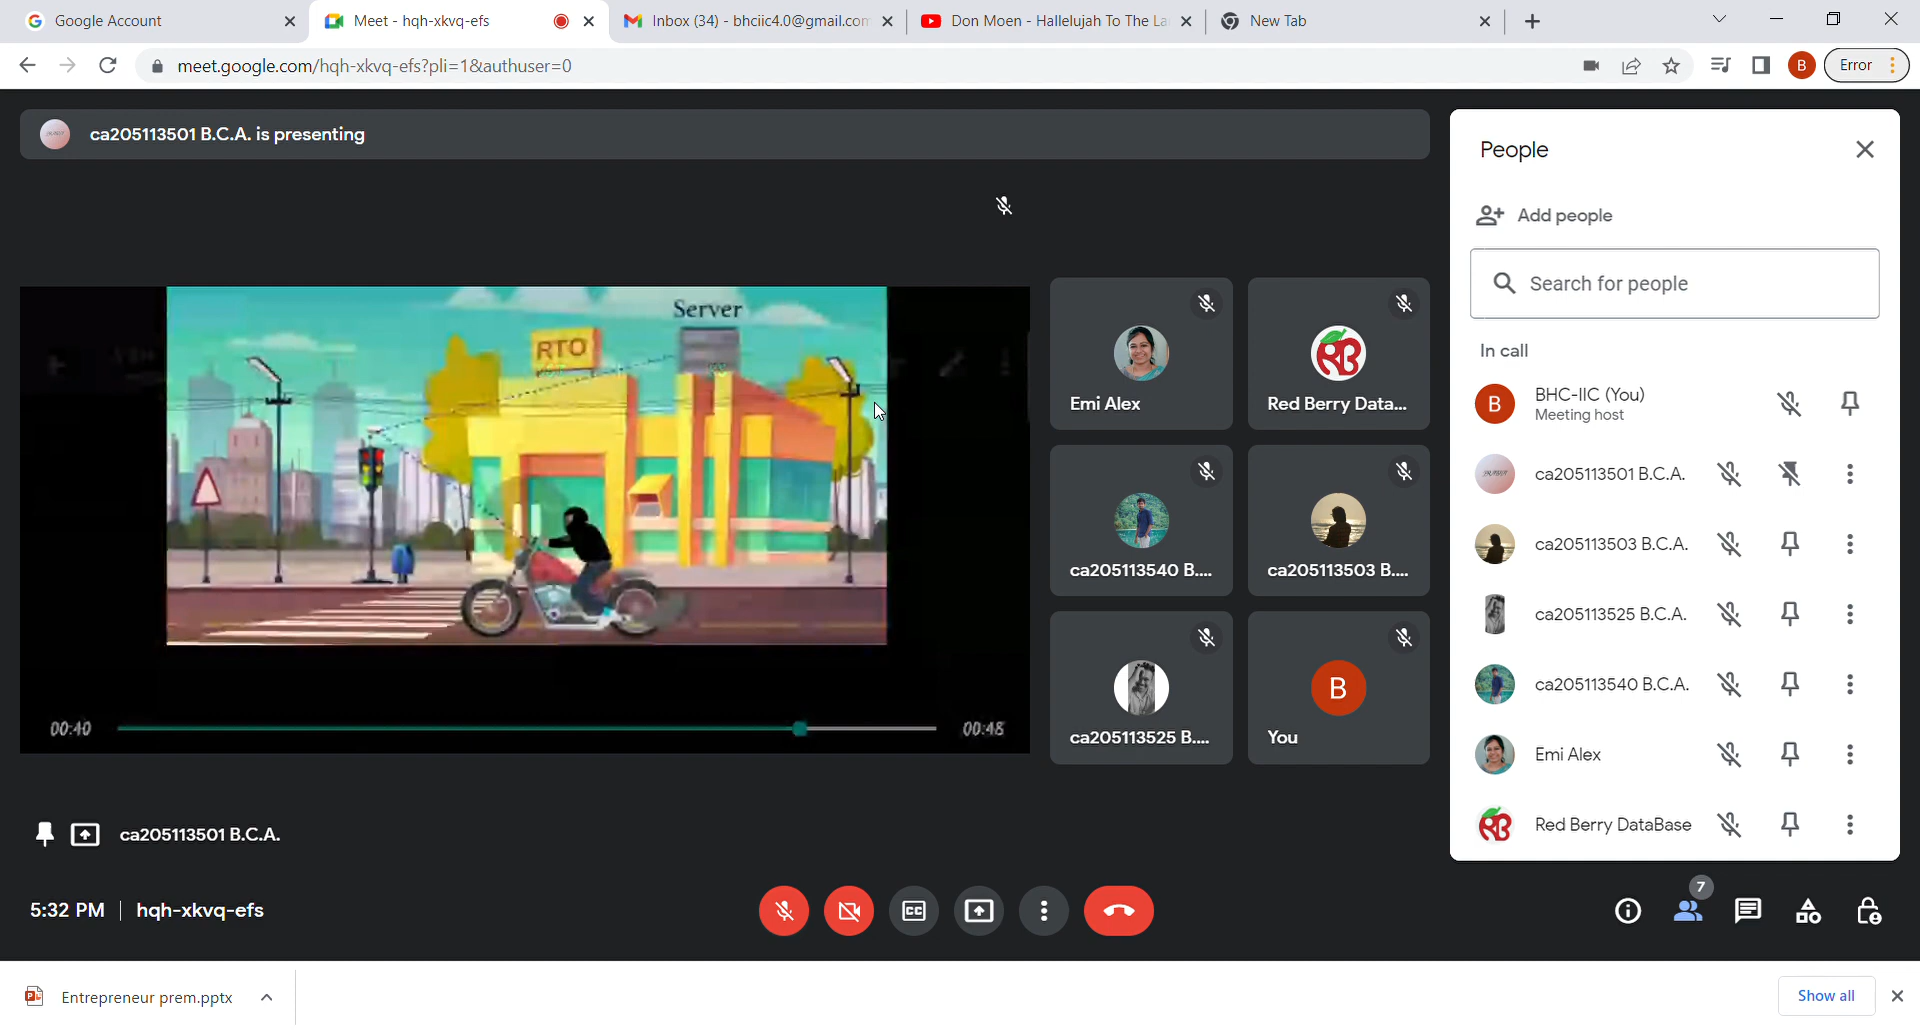 Google Account
Meet - hqh-xkvq-efs
Inbox (34) - bhciic4.0@gmail.com
Don Moen - Hallelujah To The La
New Tab
meet.google.com/hqh-xkvq-efs?pli=1&authuser=0
B
Error
ca205113501 B.C.A. is presenting
People
Add people
Search for people
In call
BHC-IIC (You)
Meeting host
ca205113501 B.C.A.
ca205113503 B.C.A.
ca205113525 B.C.A.
ca205113540 B.C.A.
Emi Alex
Red Berry DataBase
Server
RTO
00:40
00:48
Emi Alex
Red Berry Data...
ca205113540 B....
ca205113503 B....
ca205113525 B....
B
You
ca205113501 B.C.A.
5:32 PM
hqh-xkvq-efs
CC
7
Entrepreneur prem.pptx
Show all